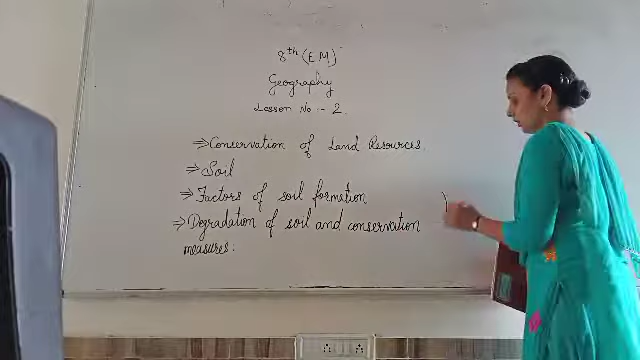 8th (E.M)
Geography
Lesson No :- 2
⇒ Conservation of Land Resources.
⇒ Soil
⇒ Factors of soil formation
⇒ Degradation of soil and conservation
measures.